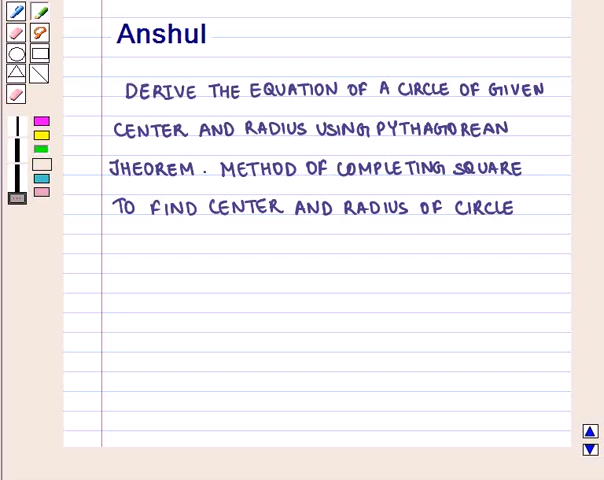 Anshul
DERIVE THE EQUATION OF A CIRCLE OF GIVEN
CENTER AND RADIUS USING PYTHAGOREAN
THEOREM. METHOD OF COMPLETING SQUARE
TO FIND CENTER AND RADIUS OF CIRCLE